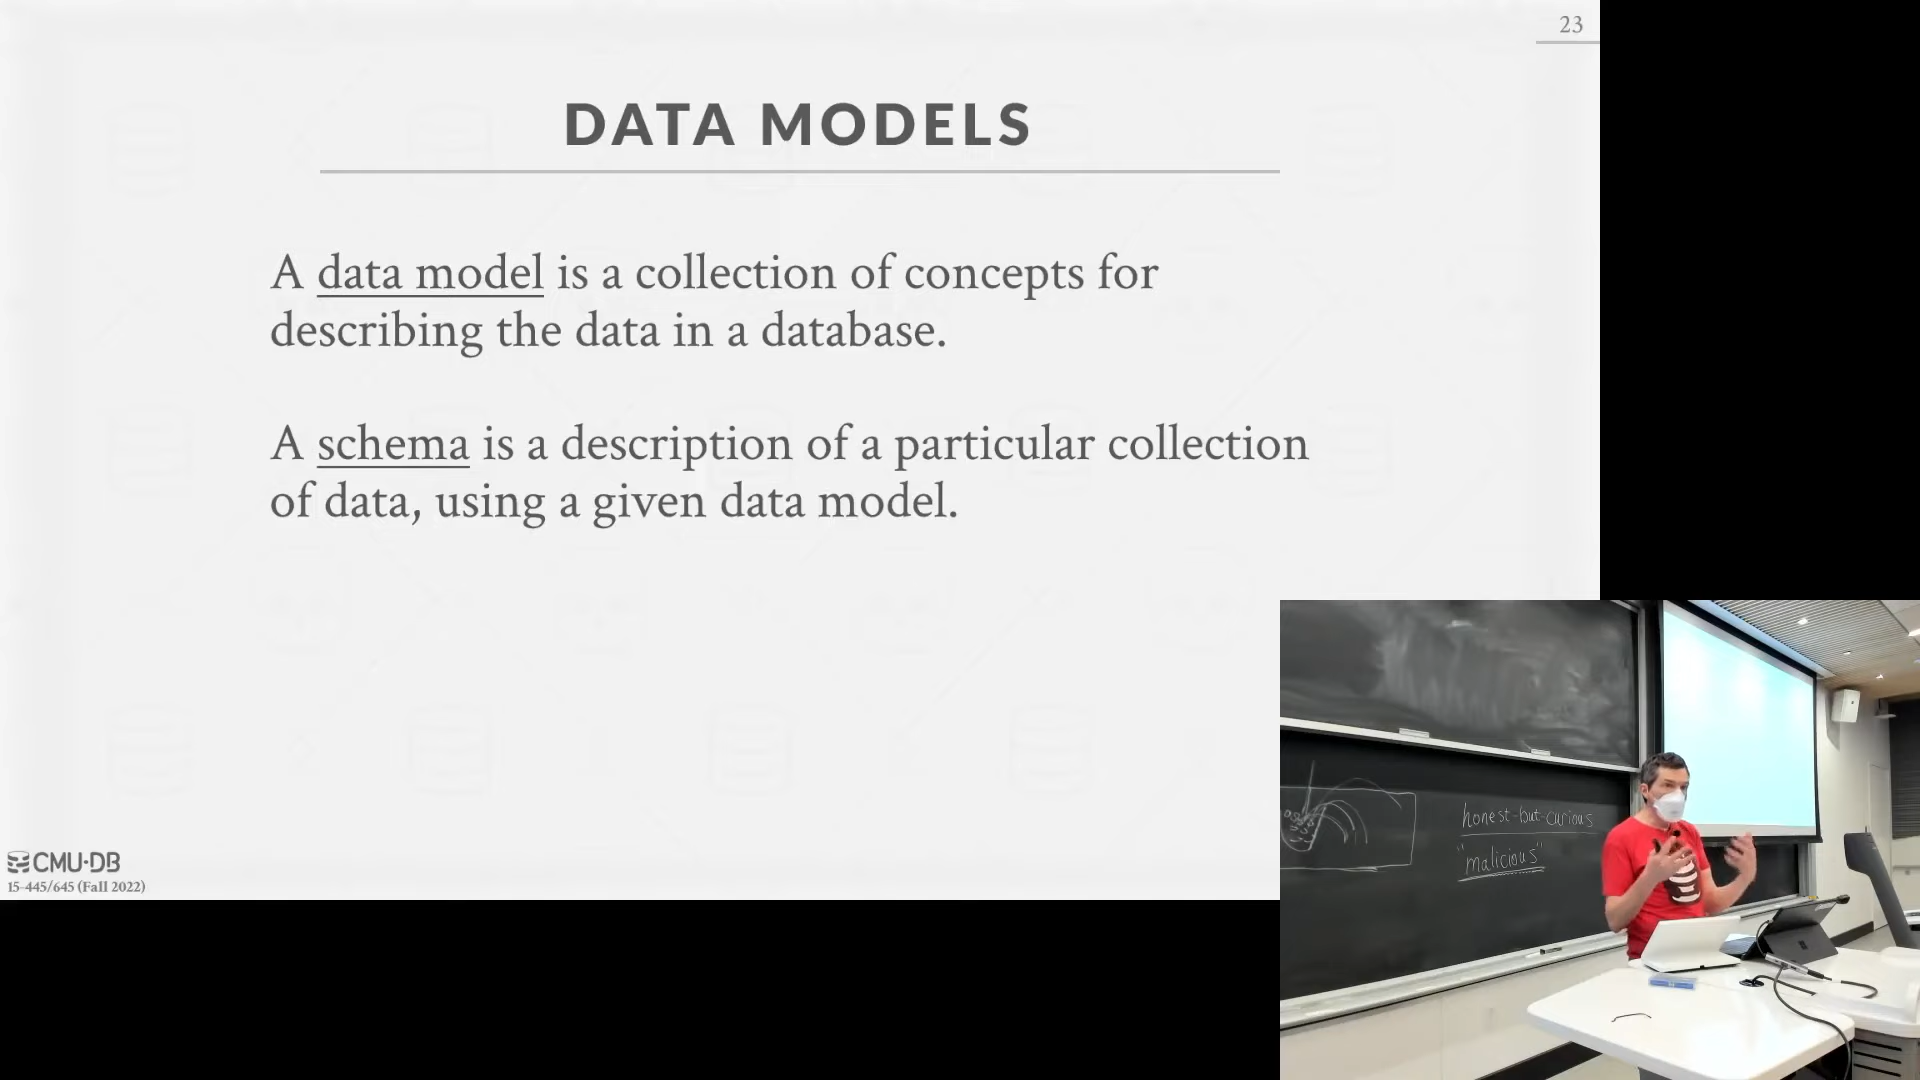 23
DATA MODELS
A data model is a collection of concepts for
describing the data in a database.
A schema is a description of a particular collection
of data, using a given data model.
CMU·DB
15-445/645 (Fall 2022)
honest-but-curious
"malicious"